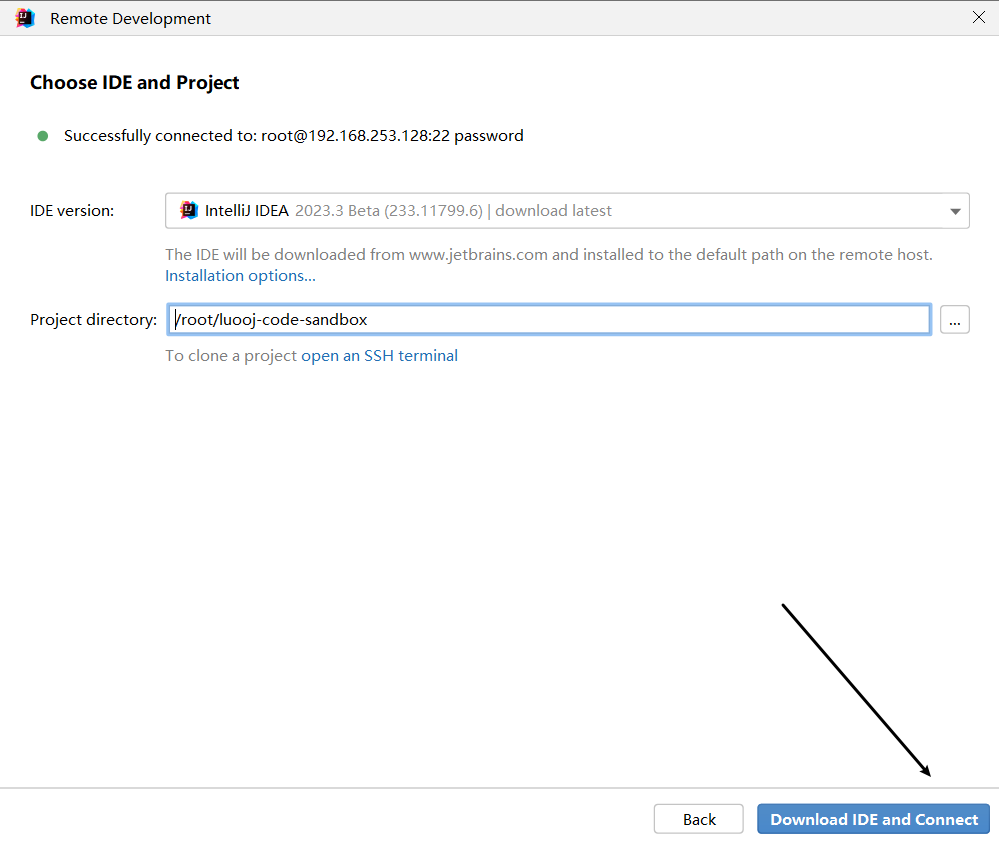 Remote Development
Choose IDE and Project
Successfully connected to: root@192.168.253.128:22 password
IDE version: IntelliJ IDEA 2023.3 Beta (233.11799.6) | download latest
The IDE will be downloaded from www.jetbrains.com and installed to the default path on the remote host.
Installation options...
Project directory: /root/luooj-code-sandbox ...
To clone a project open an SSH terminal
Back Download IDE and Connect